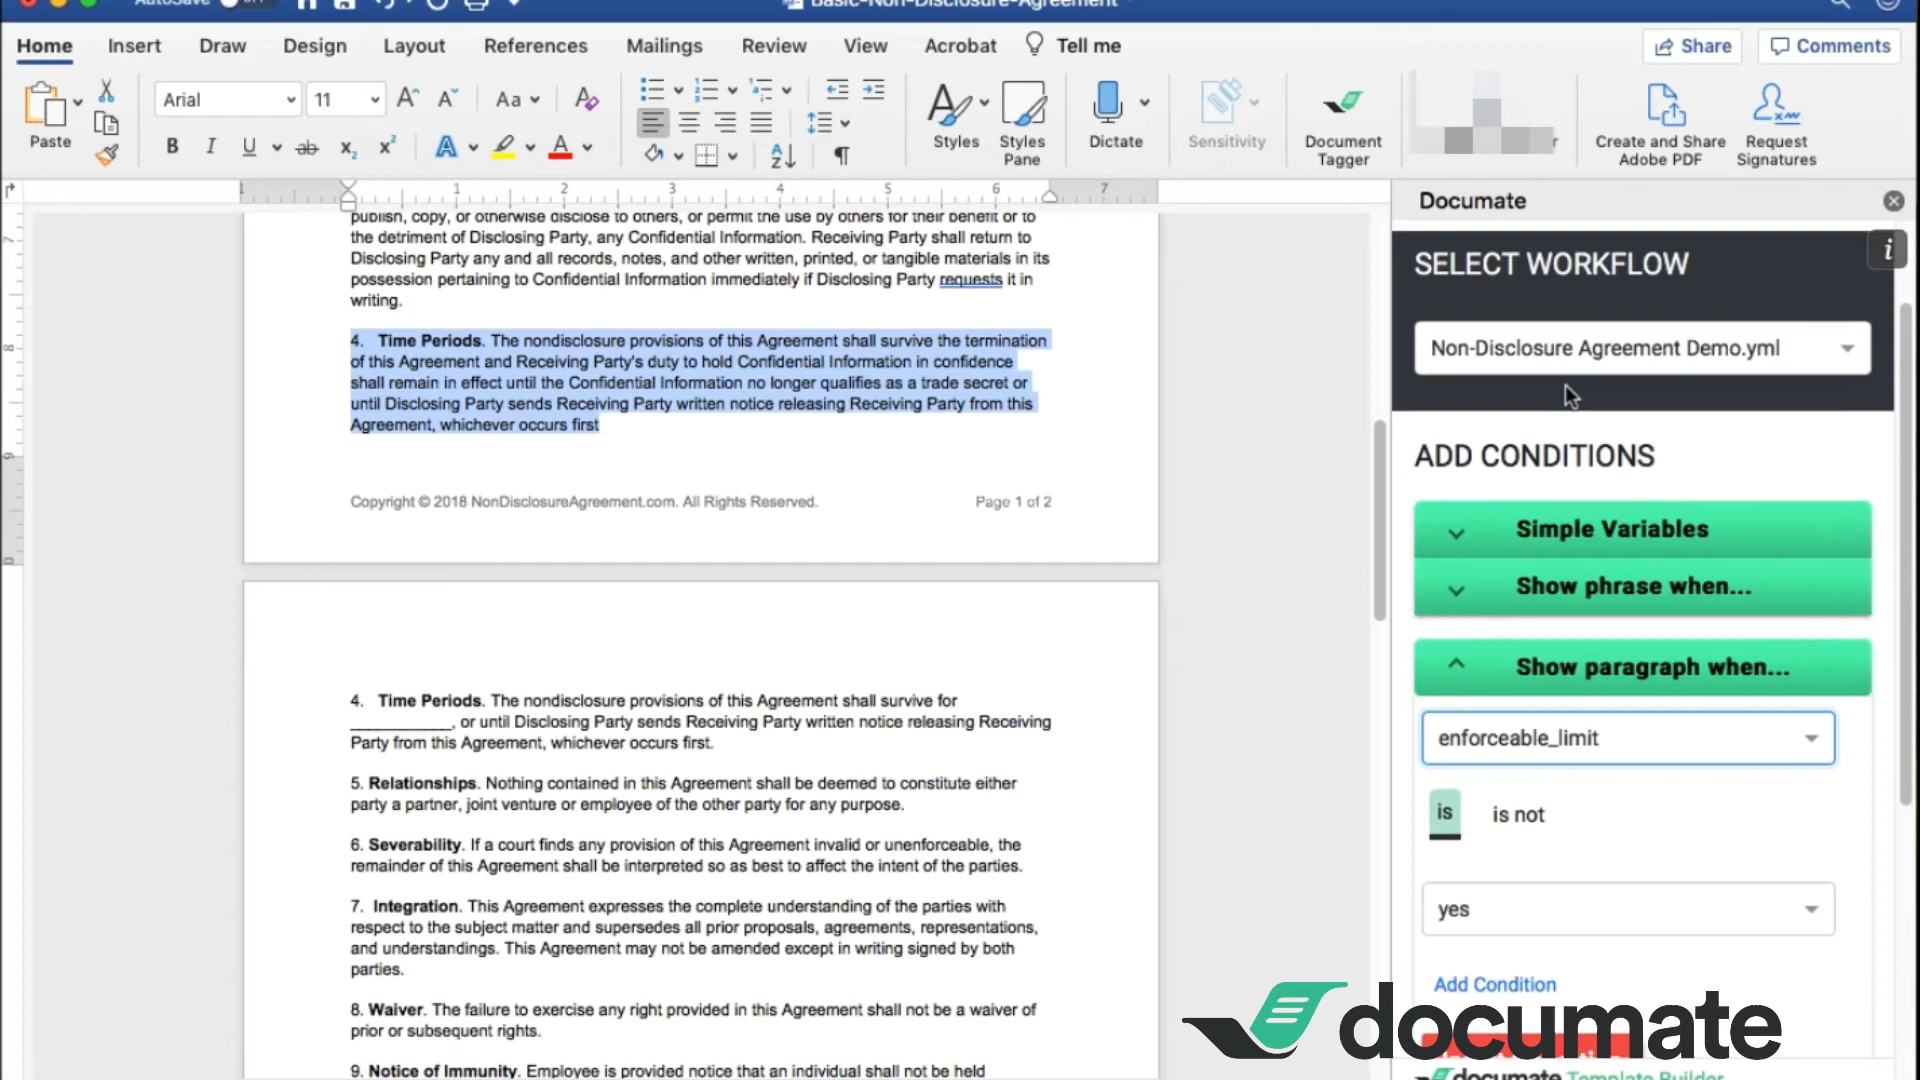 AutoSave
Basic-Non-Disclosure-Agreement
Home Insert Draw Design Layout References Mailings Review View Acrobat Tell me Share Comments
Paste
Arial 11
Styles
Styles Pane
Dictate
Sensitivity
Document Tagger
Create and Share Adobe PDF
Request Signatures
1 1 2 3 4 5 6 7
publish, copy, or otherwise disclose to others, or permit the use by others for their benefit or to
the detriment of Disclosing Party, any Confidential Information. Receiving Party shall return to
Disclosing Party any and all records, notes, and other written, printed, or tangible materials in its
possession pertaining to Confidential Information immediately if Disclosing Party requests it in
writing.
4. Time Periods. The nondisclosure provisions of this Agreement shall survive the termination
of this Agreement and Receiving Party's duty to hold Confidential Information in confidence
shall remain in effect until the Confidential Information no longer qualifies as a trade secret or
until Disclosing Party sends Receiving Party written notice releasing Receiving Party from this
Agreement, whichever occurs first
Copyright © 2018 NonDisclosureAgreement.com. All Rights Reserved. Page 1 of 2
4. Time Periods. The nondisclosure provisions of this Agreement shall survive for
____________, or until Disclosing Party sends Receiving Party written notice releasing Receiving
Party from this Agreement, whichever occurs first.
5. Relationships. Nothing contained in this Agreement shall be deemed to constitute either
party a partner, joint venture or employee of the other party for any purpose.
6. Severability. If a court finds any provision of this Agreement invalid or unenforceable, the
remainder of this Agreement shall be interpreted so as best to affect the intent of the parties.
7. Integration. This Agreement expresses the complete understanding of the parties with
respect to the subject matter and supersedes all prior proposals, agreements, representations,
and understandings. This Agreement may not be amended except in writing signed by both
parties.
8. Waiver. The failure to exercise any right provided in this Agreement shall not be a waiver of
prior or subsequent rights.
9. Notice of Immunity. Employee is provided notice that an individual shall not be held
Documate
SELECT WORKFLOW
Non-Disclosure Agreement Demo.yml
ADD CONDITIONS
Simple Variables
Show phrase when...
Show paragraph when...
enforceable_limit
is is not
yes
Add Condition
documate
documate Template Builder